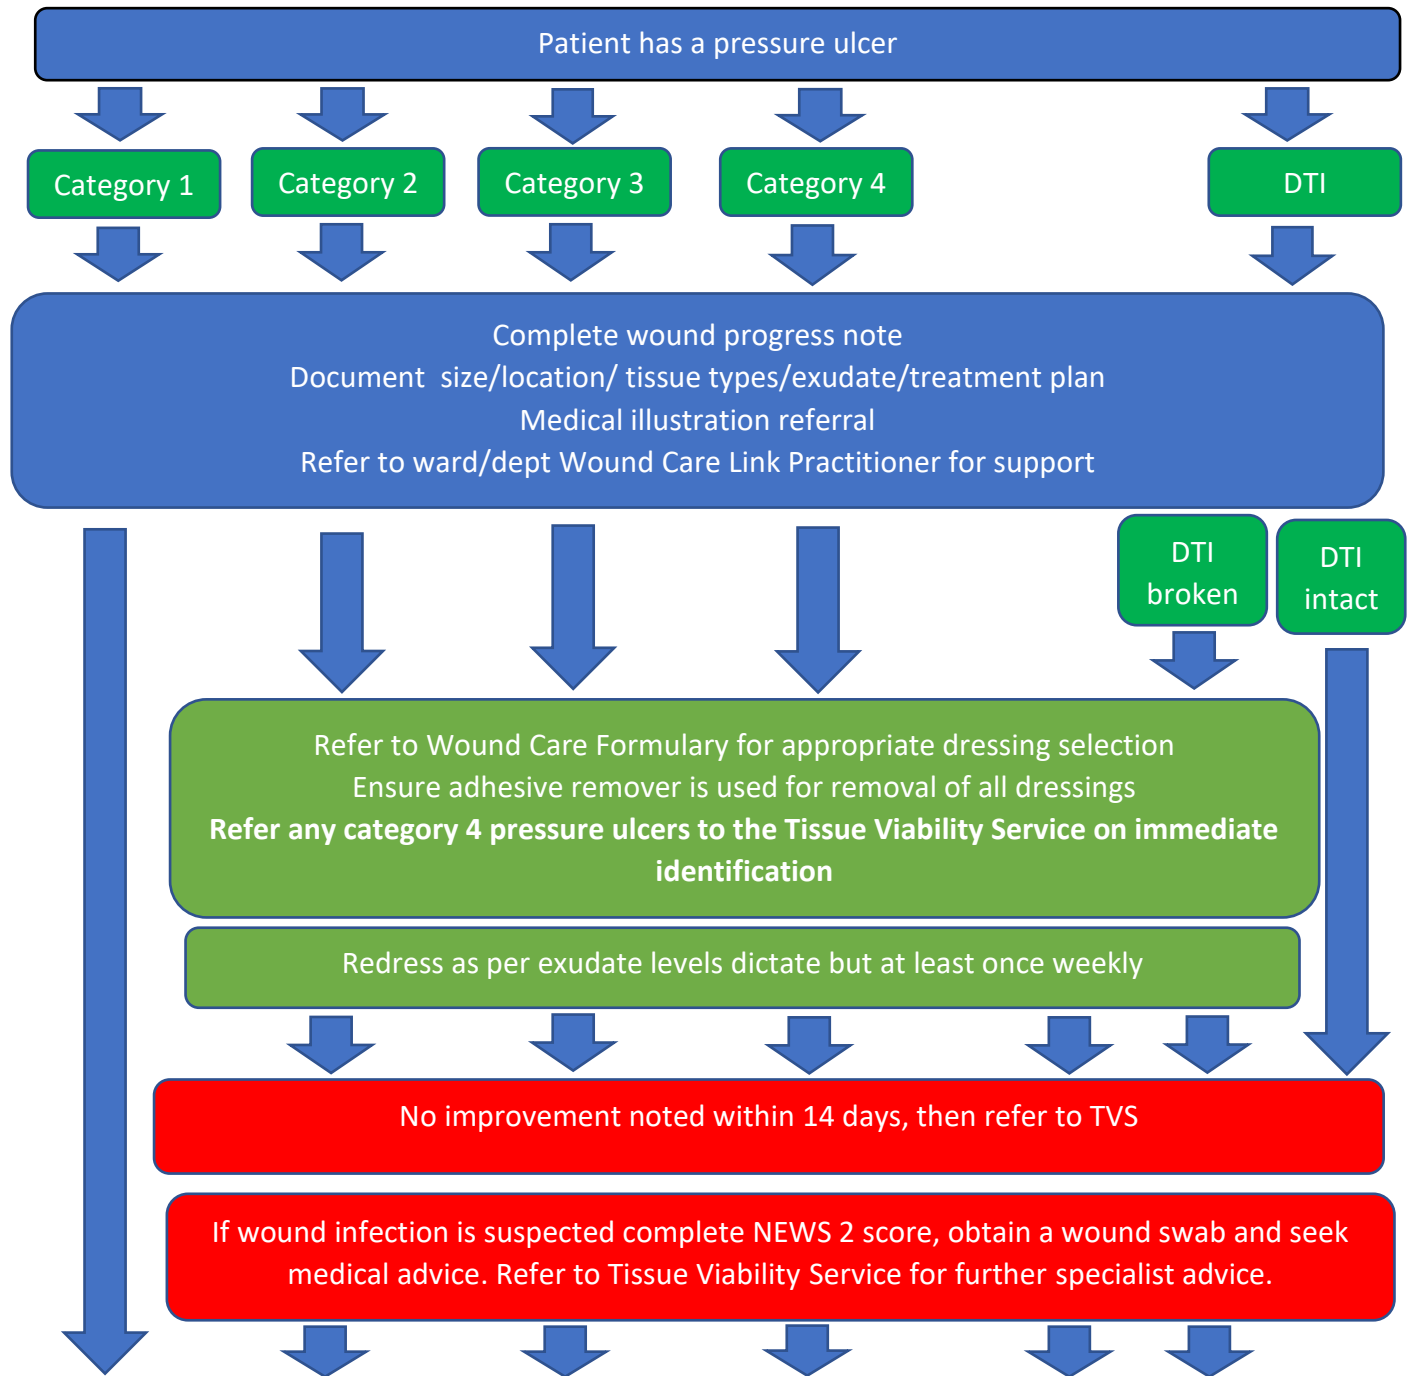 Patient has a pressure ulcer
Category 1
Category 2
Category 3
Category 4
DTI
Complete wound progress note
Document  size/location/ tissue types/exudate/treatment plan
Medical illustration referral
Refer to ward/dept Wound Care Link Practitioner for support
DTI
broken
DTI
intact
Refer to Wound Care Formulary for appropriate dressing selection
Ensure adhesive remover is used for removal of all dressings
Refer any category 4 pressure ulcers to the Tissue Viability Service on immediate
identification
Redress as per exudate levels dictate but at least once weekly
No improvement noted within 14 days, then refer to TVS
If wound infection is suspected complete NEWS 2 score, obtain a wound swab and seek
medical advice. Refer to Tissue Viability Service for further specialist advice.